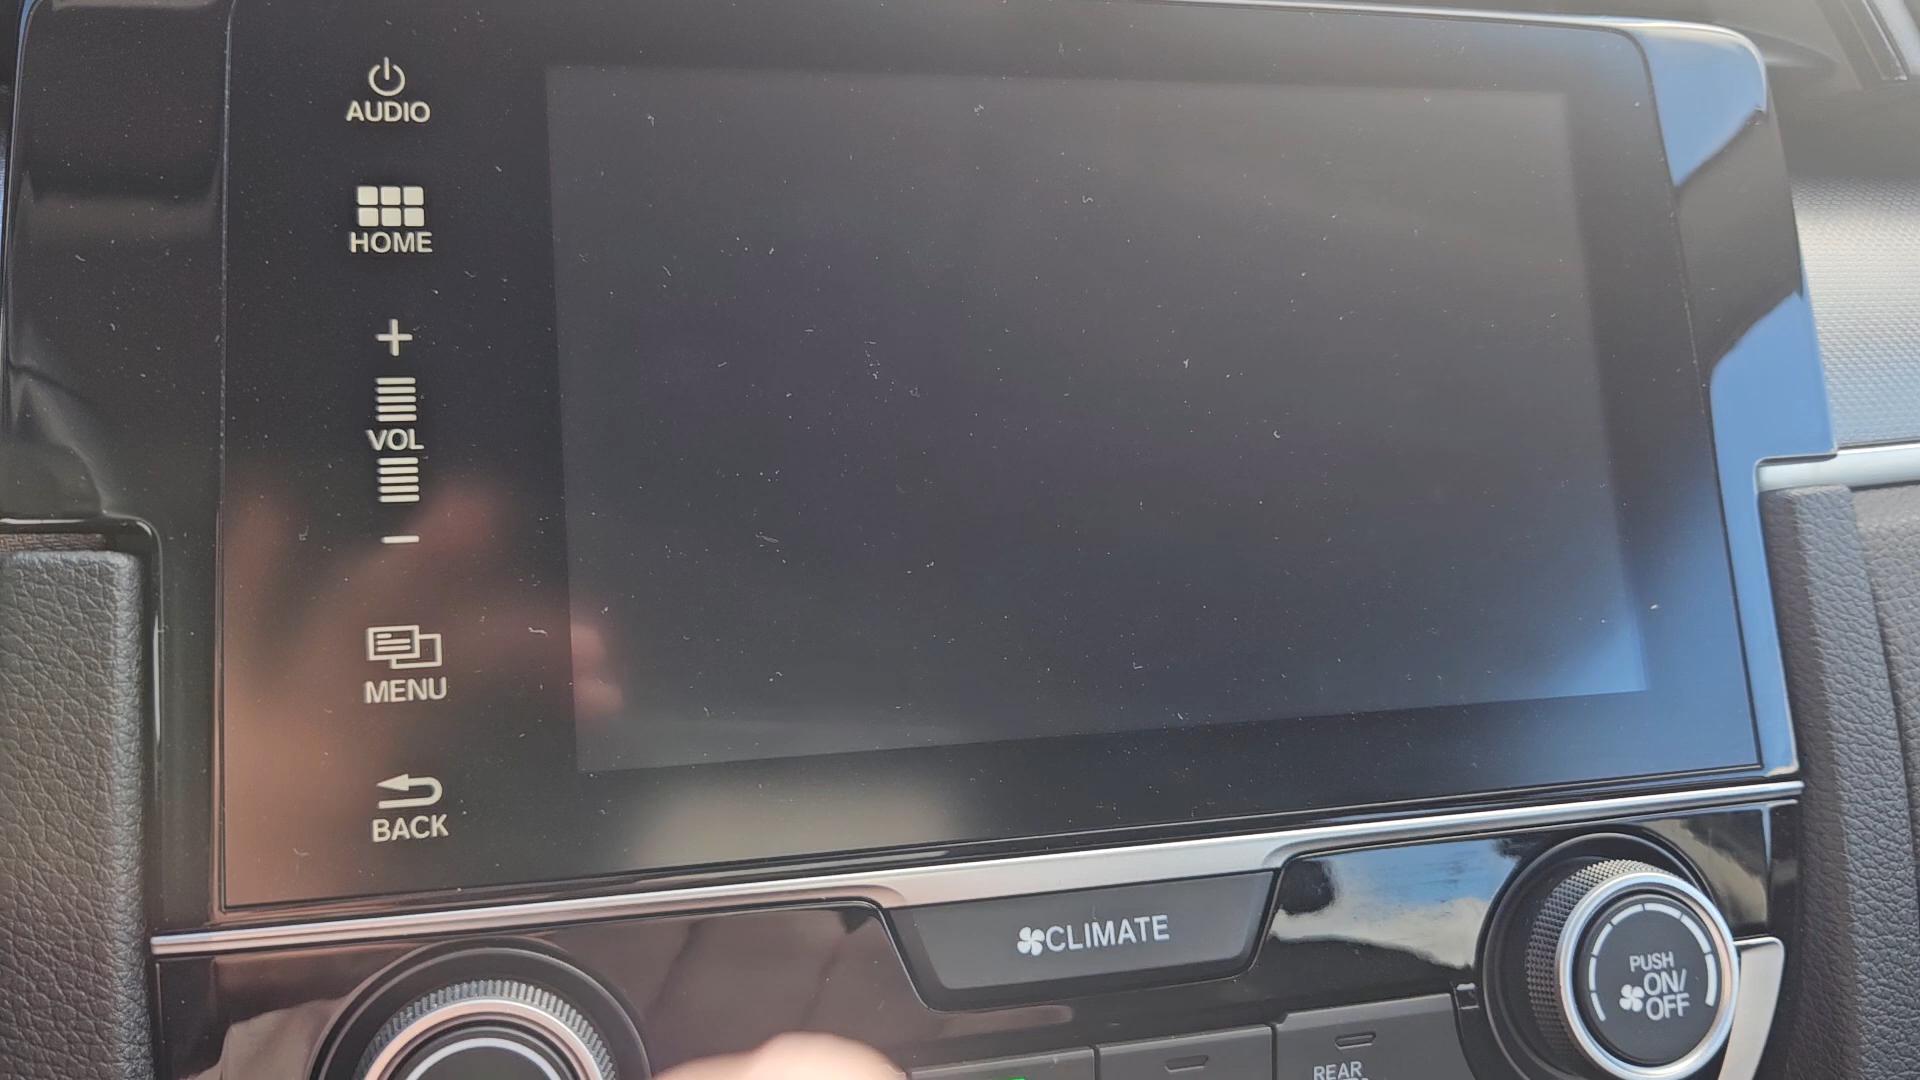 AUDIO
HOME
+
VOL
−
MENU
BACK
CLIMATE
PUSH
ON/
OFF
REAR